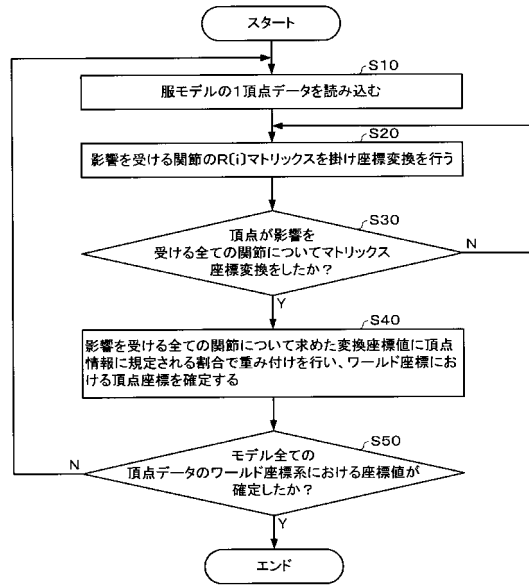 スタート
S10
服モデルの1頂点データを読み込む
S20
影響を受ける関節のR[i]マトリックスを掛け座標変換を行う
S30
頂点が影響を
受ける全ての関節についてマトリックス
座標変換をしたか？
N
Y
S40
影響を受ける全ての関節について求めた変換座標値に頂点
情報に規定される割合で重み付けを行い、ワールド座標にお
ける頂点座標を確定する
S50
モデル全ての
頂点データのワールド座標系における座標値が
確定したか？
N
Y
エンド